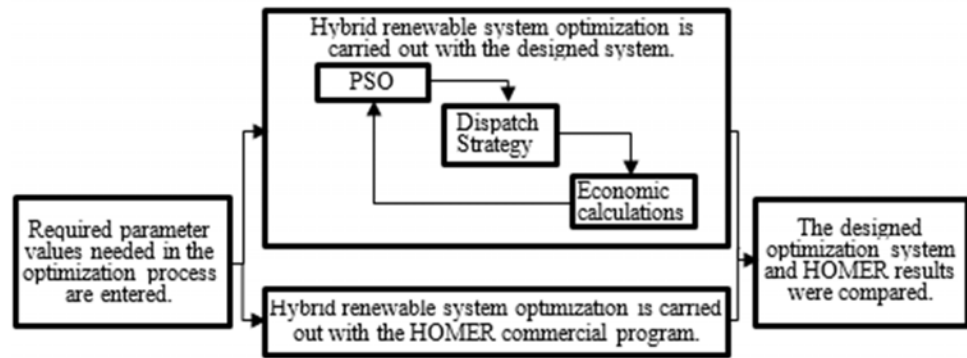 Hybrid renewable system optimization is
carried out with the designed system.
PSO
Dispatch
Strategy
Economic
calculations
Required parameter
values needed in the
optimization process
are entered.
The designed
optimization system
and HOMER results
were compared.
Hybrid renewable system optimization is carried
out with the HOMER commercial program.